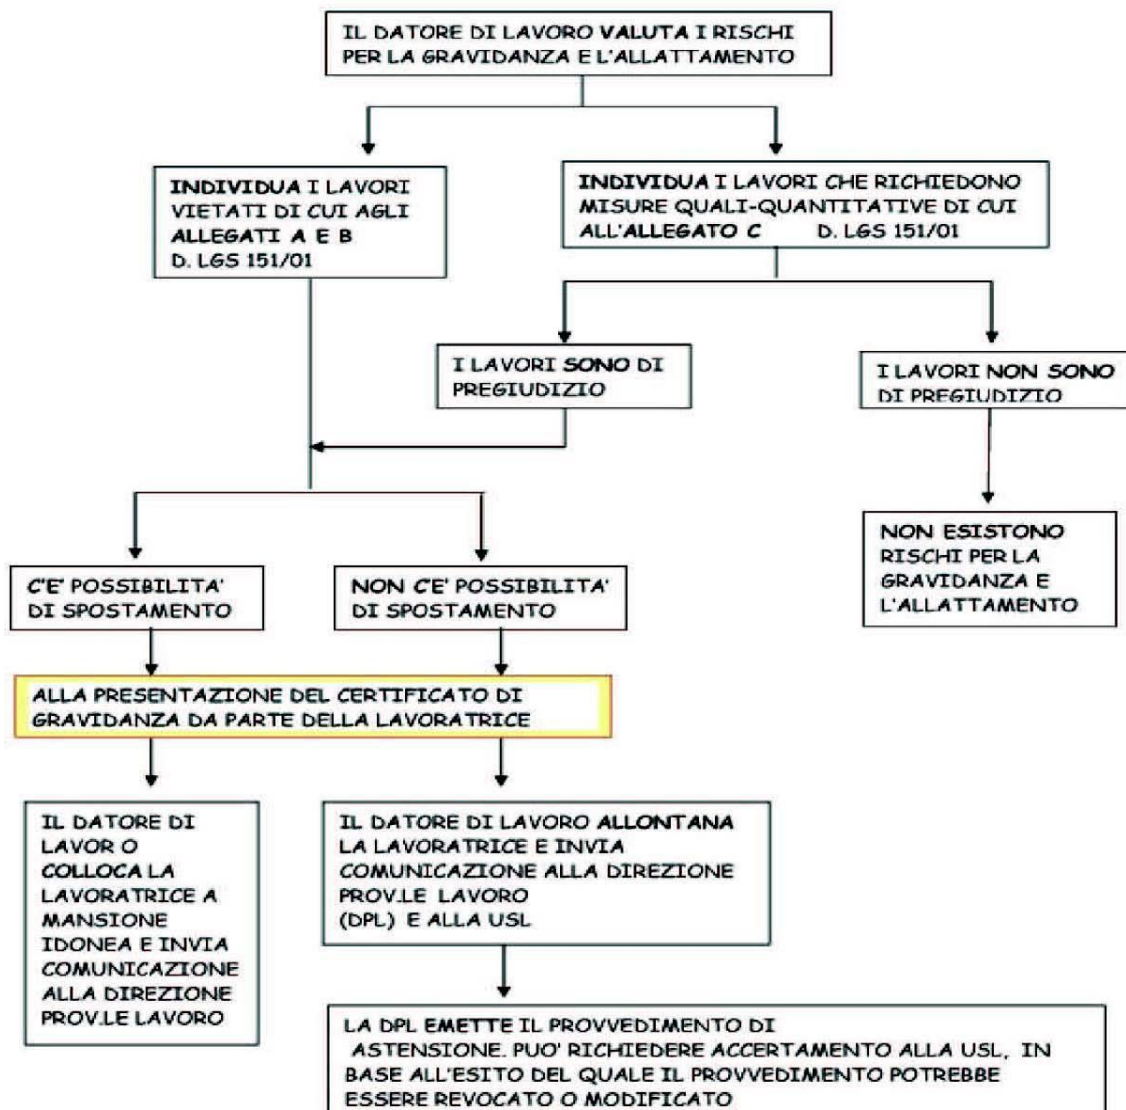 IL DATORE DI LAVORO VALUTA I RISCHI
PER LA GRAVIDANZA E L'ALLATTAMENTO
INDIVIDUA I LAVORI
VIETATI DI CUI AGLI
ALLEGATI A E B
D. LGS 151/01
INDIVIDUA I LAVORI CHE RICHIEDONO
MISURE QUALI-QUANTITATIVE DI CUI
ALL'ALLEGATO C D. LGS 151/01
I LAVORI SONO DI
PREGIUDIZIO
I LAVORI NON SONO
DI PREGIUDIZIO
NON ESISTONO
RISCHI PER LA
GRAVIDANZA E
L'ALLATTAMENTO
C'E' POSSIBILITA'
DI SPOSTAMENTO
NON C'E' POSSIBILITA'
DI SPOSTAMENTO
ALLA PRESENTAZIONE DEL CERTIFICATO DI
GRAVIDANZA DA PARTE DELLA LAVORATRICE
IL DATORE DI
LAVOR O
COLLOCA LA
LAVORATRICE A
MANSIONE
IDONEA E INVIA
COMUNICAZIONE
ALLA DIREZIONE
PROV.LE LAVORO
IL DATORE DI LAVORO ALLONTANA
LA LAVORATRICE E INVIA
COMUNICAZIONE ALLA DIREZIONE
PROV.LE LAVORO
(DPL) E ALLA USL
LA DPL EMETTE IL PROVVEDIMENTO DI
ASTENSIONE. PUO' RICHIEDERE ACCERTAMENTO ALLA USL, IN
BASE ALL'ESITO DEL QUALE IL PROVVEDIMENTO POTREBBE
ESSERE REVOCATO O MODIFICATO